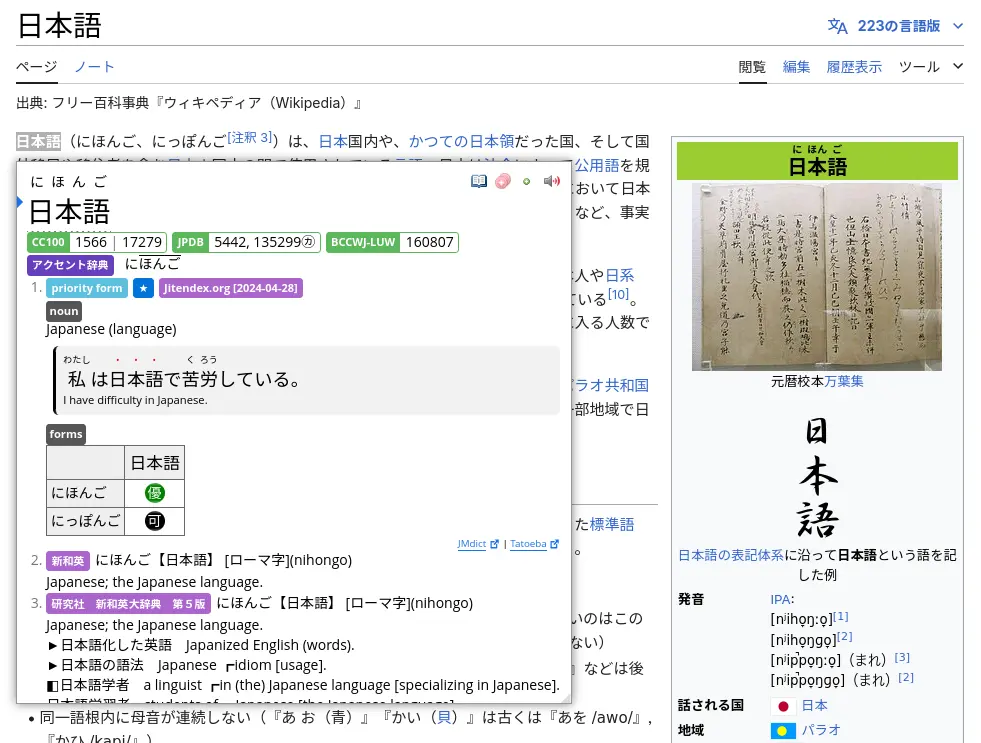 日本語
223の言語版
ページ ノート
閲覧 編集 履歴表示 ツール
出典: フリー百科事典『ウィキペディア（Wikipedia）』
日本語（にほんご、にっぽんご[注釈 3]）は、日本国内や、かつての日本領だった国、そして国
公用語を規
おいて日本
など、事実
人や日系
ている[10]。
入る人数で
ラオ共和国
部地域で日
た標準語
。
いのはこの
ない）
』などは後
にほんご
日本語
CC100 1566 | 17279 JPDB 5442, 135299㋕ BCCWJ-LUW 160807
アクセント辞典 にほんご
1. priority form ★ Jitendex.org [2024-04-28]
noun
Japanese (language)
わたし ・・・ くろう
私は日本語で苦労している。
I have difficulty in Japanese.
forms
日本語
にほんご 優
にっぽんご 可
JMdict | Tatoeba
2. 新和英 にほんご【日本語】 [ローマ字](nihongo)
Japanese; the Japanese language.
3. 研究社 新和英大辞典 第５版 にほんご【日本語】 [ローマ字](nihongo)
Japanese; the Japanese language.
►日本語化した英語 Japanized English (words).
►日本語の語法 Japanese ┏idiom [usage].
◧日本語学者 a linguist ┏in (the) Japanese language [specializing in Japanese].
• 同一語根内に母音が連続しない（『あ お（青）』『かい（貝）』は古くは『あを /awo/』,
『かひ /kapi/』）
に ほん ご
日本語
元暦校本万葉集
日
本
語
日本語の表記体系に沿って日本語という語を記
した例
発音 IPA:
[nʲihoŋːo][1]
[nʲihoŋɡo][2]
[nʲippoŋːo]（まれ）[3]
[nʲippoŋɡo]（まれ）[2]
話される国 日本
地域 パラオ